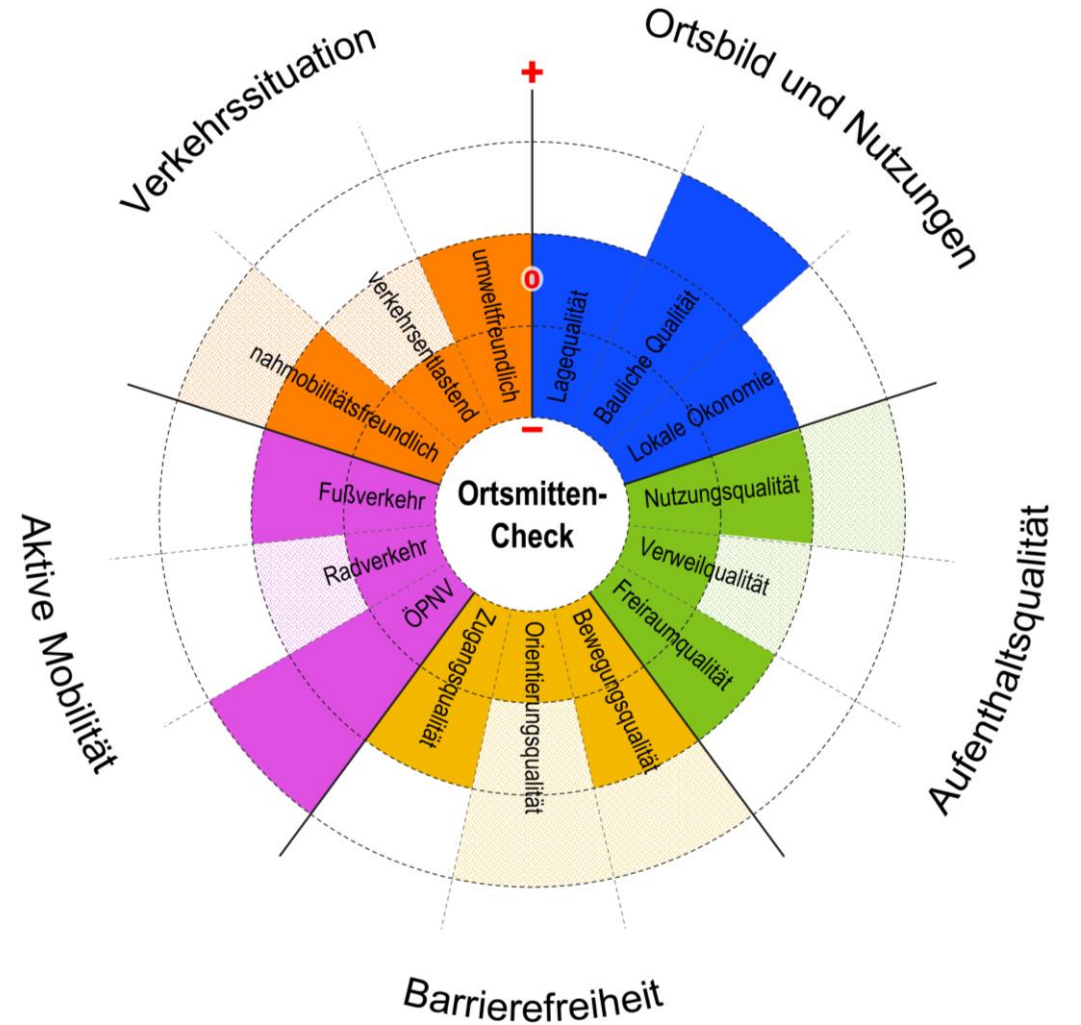 Verkehrssituation
Ortsbild und Nutzungen
Aufenthaltsqualität
Barrierefreiheit
Aktive Mobilität
+
o
–
Ortsmitten-
Check
Lagequalität
Bauliche Qualität
Lokale Ökonomie
Nutzungsqualität
Verweilqualität
Freiraumqualität
Bewegungsqualität
Orientierungsqualität
Zugangsqualität
ÖPNV
Radverkehr
Fußverkehr
nahmobilitätsfreundlich
verkehrsentlastend
umweltfreundlich